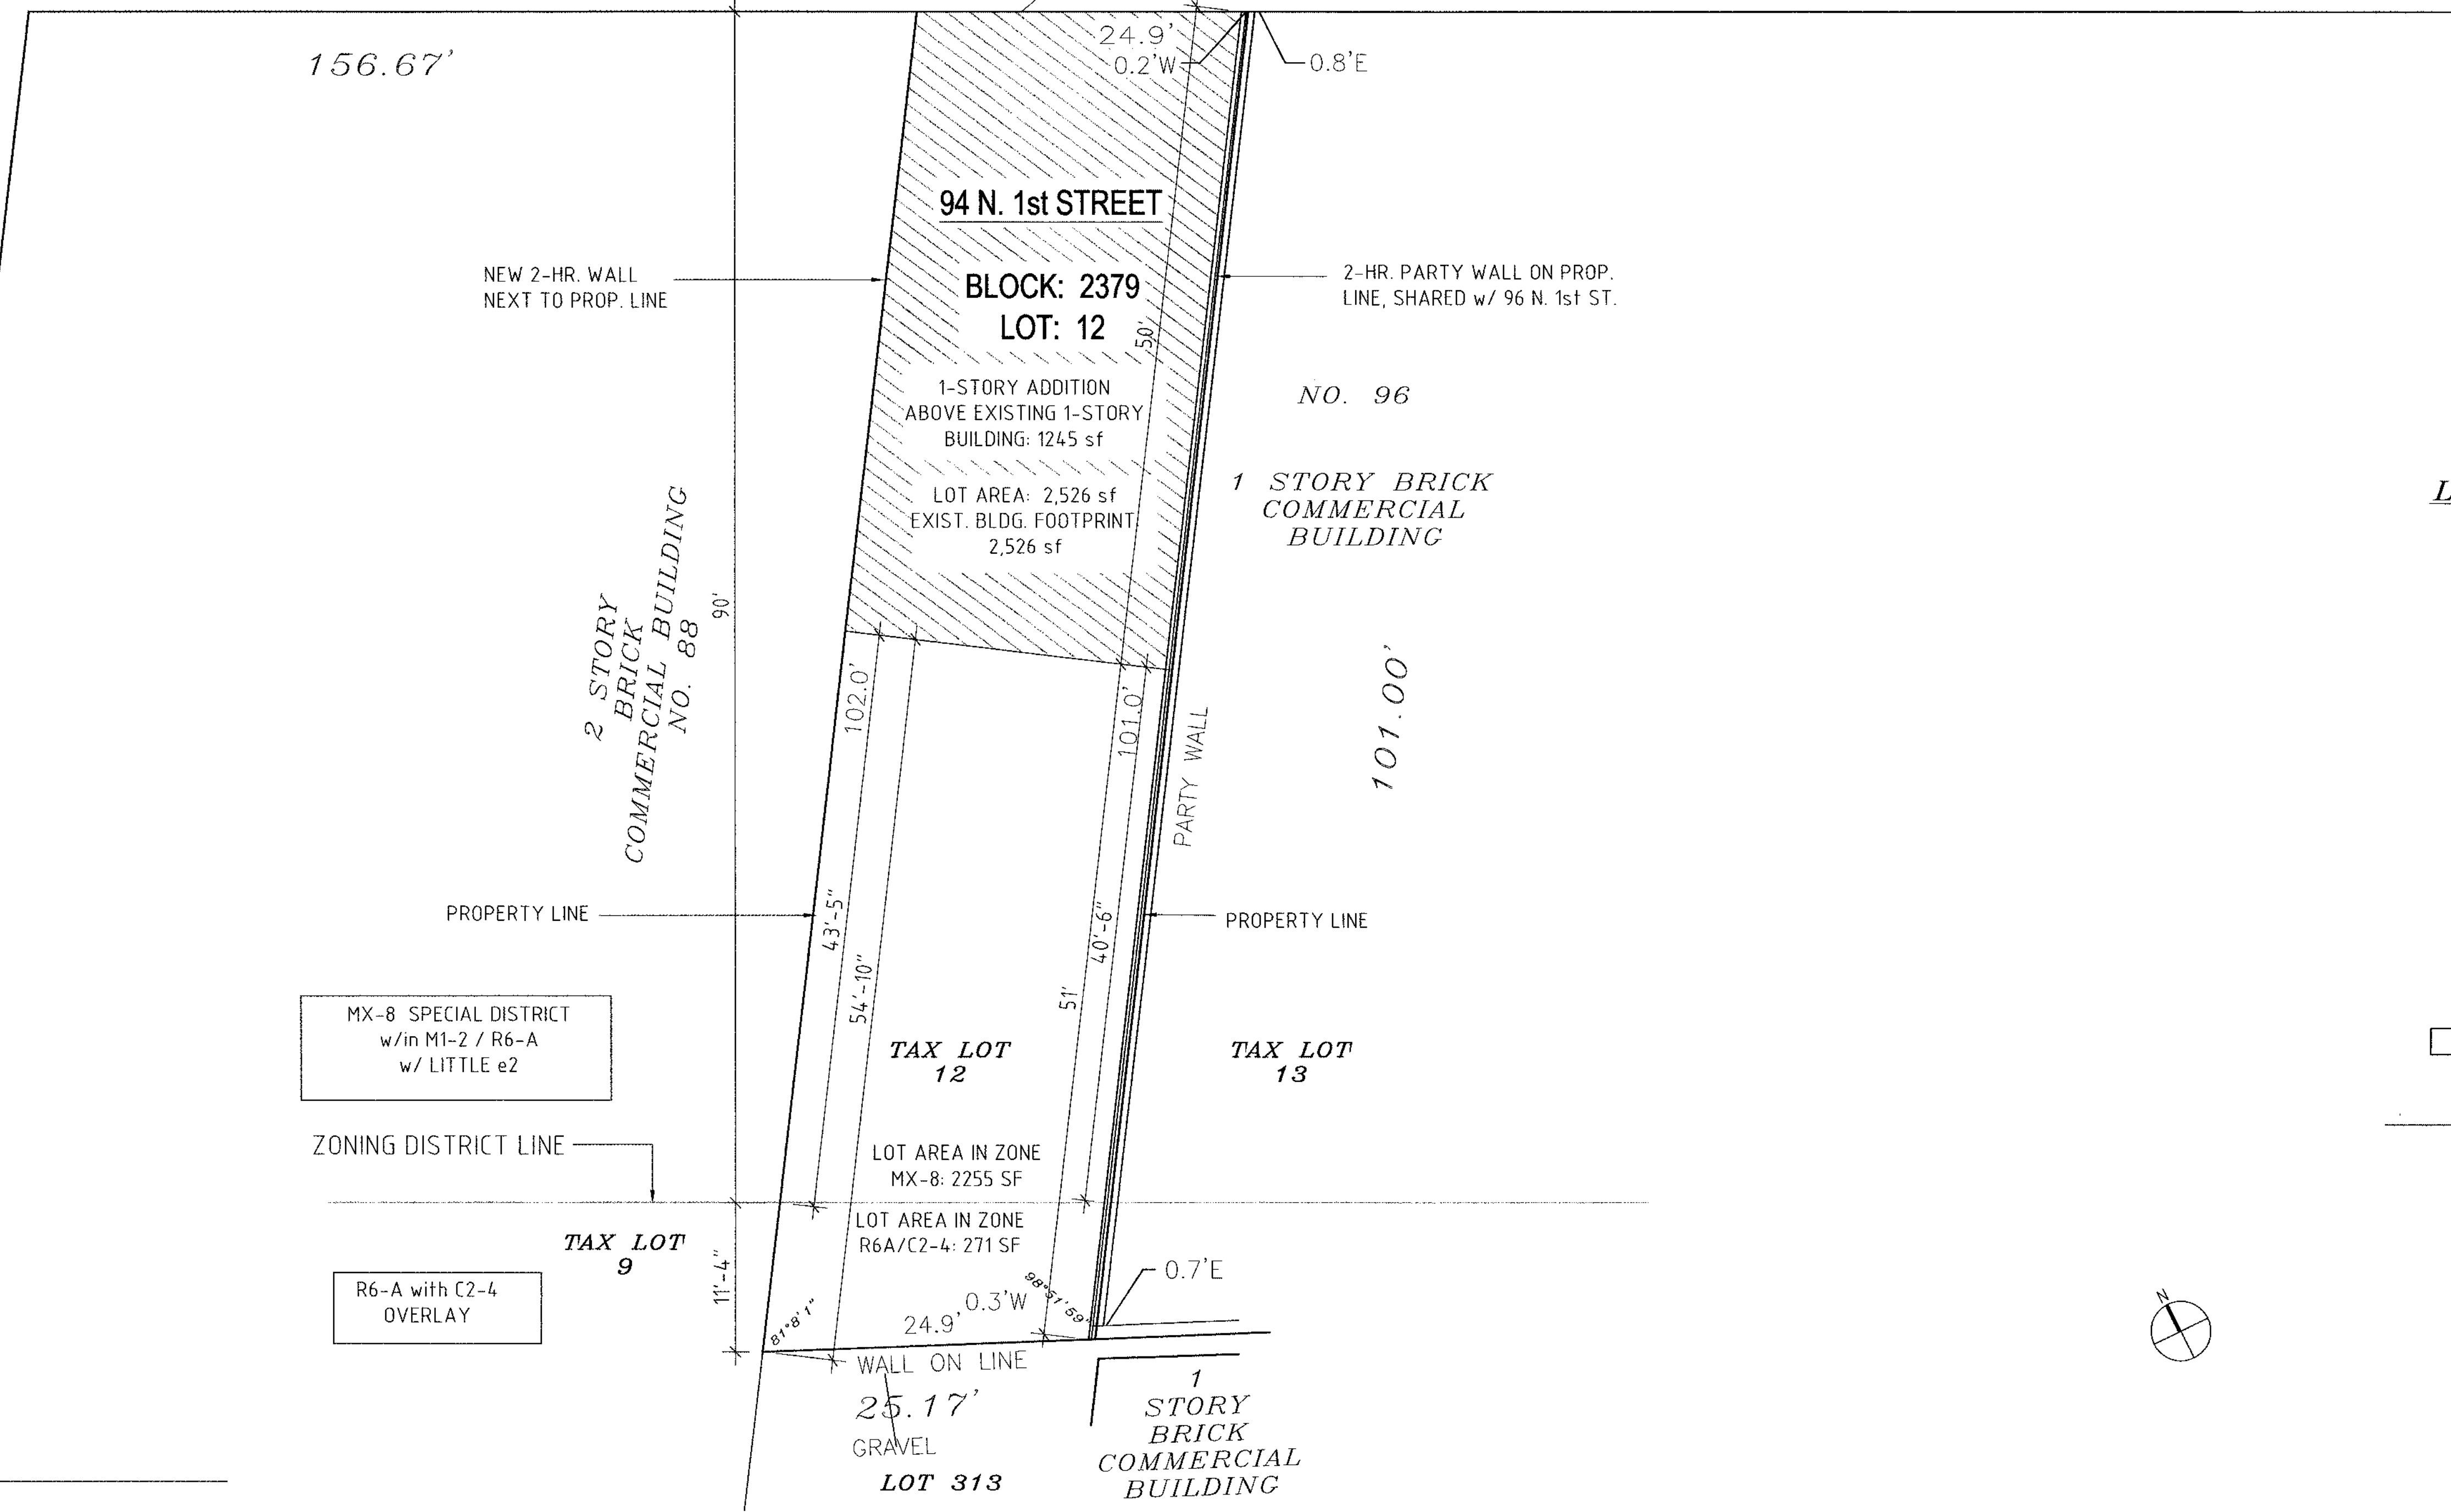 156.67'
24.9'
0.2'W
0.8'E
94 N. 1st STREET
NEW 2-HR. WALL
NEXT TO PROP. LINE
BLOCK: 2379
LOT: 12
50'
2-HR. PARTY WALL ON PROP.
LINE, SHARED w/ 96 N. 1st ST.
1-STORY ADDITION
ABOVE EXISTING 1-STORY
BUILDING: 1245 sf
NO. 96
LOT AREA: 2,526 sf
EXIST. BLDG. FOOTPRINT
2,526 sf
1 STORY BRICK
COMMERCIAL
BUILDING
L
2 STORY
BRICK
COMMERCIAL BUILDING
NO. 88
90'
102.0'
101.0'
PARTY WALL
101.00'
PROPERTY LINE
43'-5"
54'-10"
51'
40'-6"
PROPERTY LINE
MX-8 SPECIAL DISTRICT
w/in M1-2 / R6-A
w/ LITTLE e2
TAX LOT
12
TAX LOT
13
ZONING DISTRICT LINE
LOT AREA IN ZONE
MX-8: 2255 SF
LOT AREA IN ZONE
R6A/C2-4: 271 SF
TAX LOT
9
R6-A with C2-4
OVERLAY
11'-4"
81°8'1"
24.9'
0.3'W
98°51'59"
0.7'E
N
WALL ON LINE
25.17'
GRAVEL
LOT 313
1
STORY
BRICK
COMMERCIAL
BUILDING